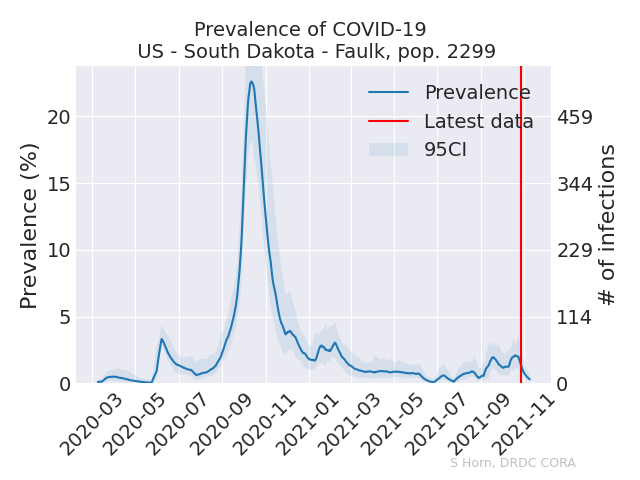 Prevalence of COVID-19
US - South Dakota - Faulk, pop. 2299
Prevalence
Latest data
95CI
Prevalence (%)
20
15
10
5
0
459
344
229
114
0
# of infections
2020-03
2020-05
2020-07
2020-09
2020-11
2021-01
2021-03
2021-05
2021-07
2021-09
2021-11
S Horn, DRDC CORA